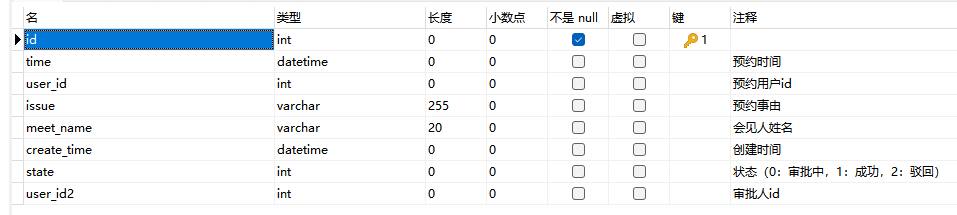 名 类型 长度 小数点 不是 null 虚拟 键 注释
id int 0 0 1
time datetime 0 0 预约时间
user_id int 0 0 预约用户id
issue varchar 255 0 预约事由
meet_name varchar 20 0 会见人姓名
create_time datetime 0 0 创建时间
state int 0 0 状态（0：审批中，1：成功，2：驳回）
user_id2 int 0 0 审批人id